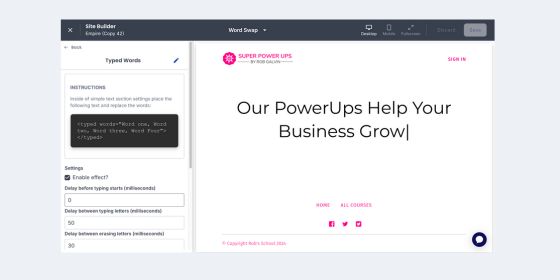 Site Builder
Empire (Copy 42)
Word Swap
Desktop
Mobile
Fullscreen
Discard
Save
Back
Typed Words
INSTRUCTIONS
Inside of simple text section settings place the
following text and replace the words:
<typed words="Word one, Word
two, Word three, Word Four">
</typed>
Settings
Enable effect?
Delay before typing starts (milliseconds)
0
Delay between typing letters (milliseconds)
50
Delay between erasing letters (milliseconds)
30
SUPER POWER UPS
BY ROB GALVIN
SIGN IN
Our PowerUps Help Your
Business Grow|
HOME
ALL COURSES
© Copyright Rob's School 2024